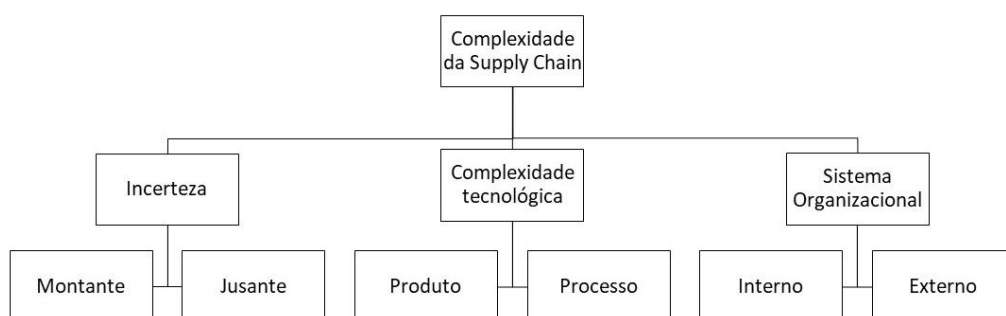 Complexidade
da Supply Chain
Incerteza
Complexidade
tecnológica
Sistema
Organizacional
Montante
Jusante
Produto
Processo
Interno
Externo